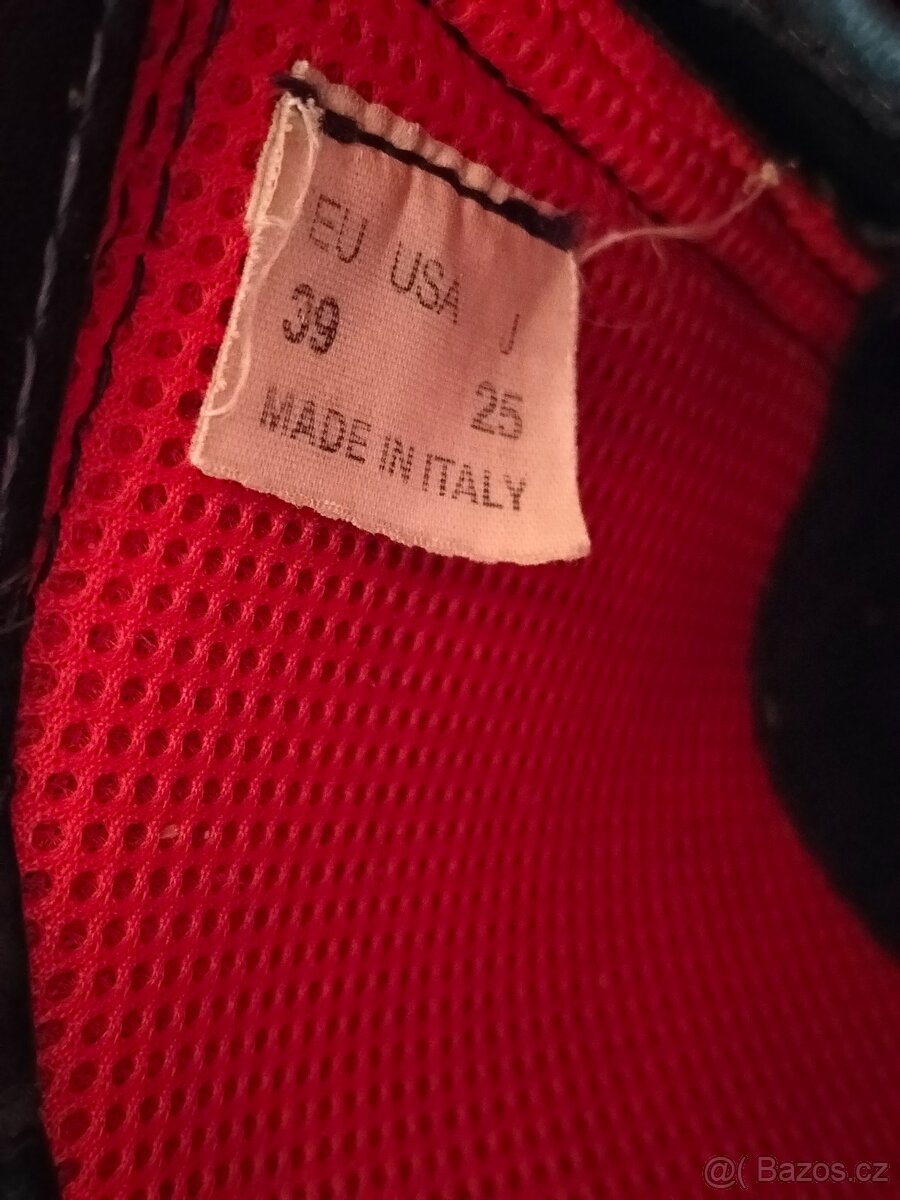 EU USA J
39 25
MADE IN ITALY
@( Bazos.cz